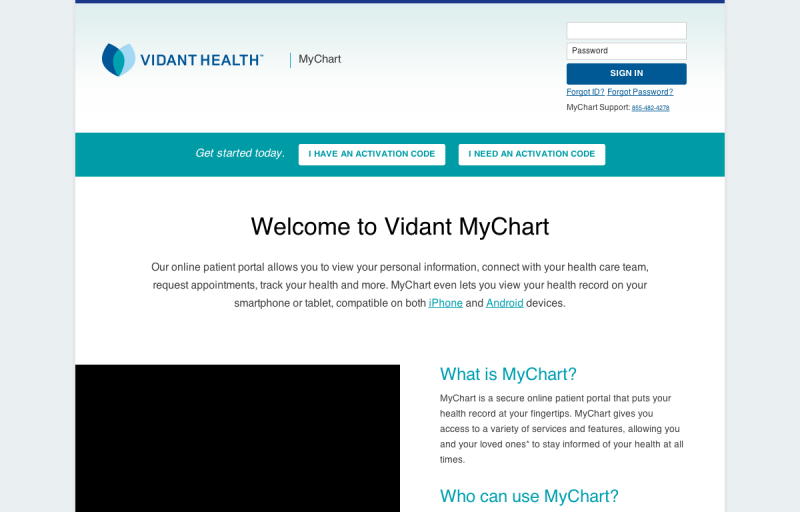 VIDANT HEALTH™
MyChart
Password
SIGN IN
Forgot ID? Forgot Password?
MyChart Support: 855-482-4278
Get started today.
I HAVE AN ACTIVATION CODE
I NEED AN ACTIVATION CODE
Welcome to Vidant MyChart
Our online patient portal allows you to view your personal information, connect with your health care team,
request appointments, track your health and more. MyChart even lets you view your health record on your
smartphone or tablet, compatible on both iPhone and Android devices.
What is MyChart?
MyChart is a secure online patient portal that puts your
health record at your fingertips. MyChart gives you
access to a variety of services and features, allowing you
and your loved ones* to stay informed of your health at all
times.
Who can use MyChart?